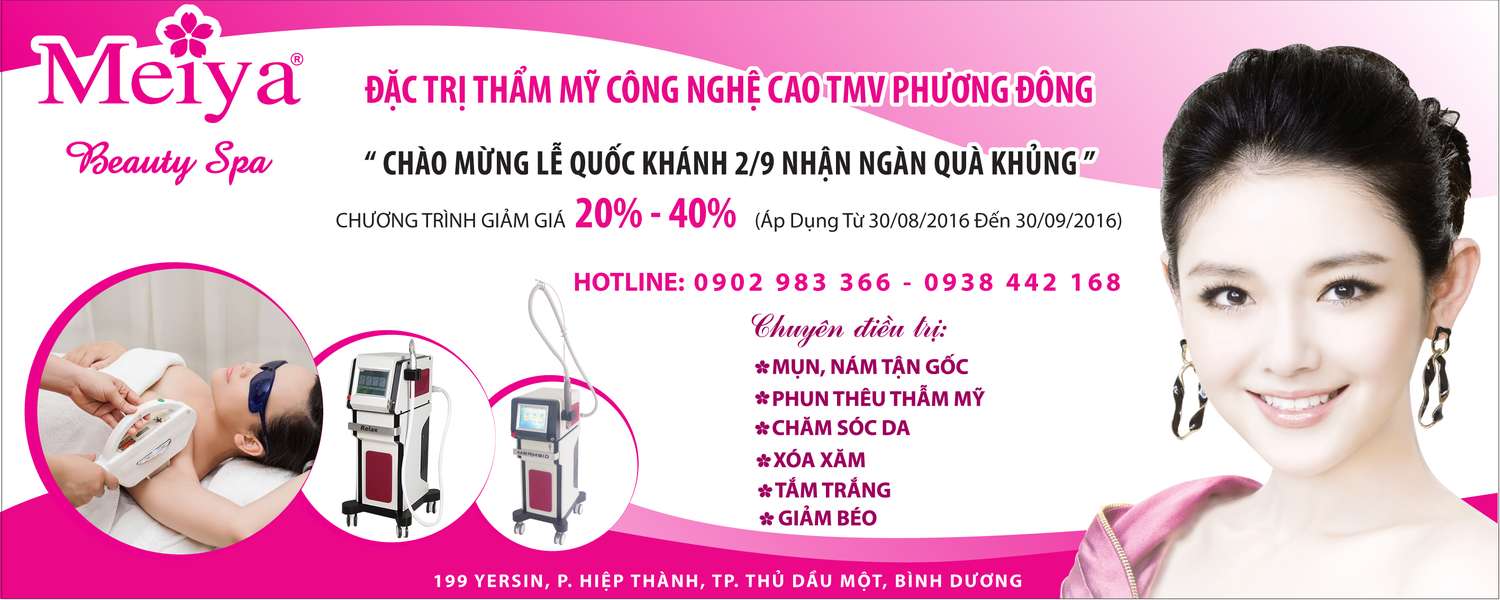 Meiya®
Beauty Spa
ĐẶC TRỊ THẨM MỸ CÔNG NGHỆ CAO TMV PHƯƠNG ĐÔNG
“ CHÀO MỪNG LỄ QUỐC KHÁNH 2/9 NHẬN NGÀN QUÀ KHỦNG ”
CHƯƠNG TRÌNH GIẢM GIÁ 20% - 40% (Áp Dụng Từ 30/08/2016 Đến 30/09/2016)
HOTLINE: 0902 983 366 - 0938 442 168
Chuyên điều trị:
MỤN, NÁM TẬN GỐC
PHUN THÊU THẪM MỸ
CHĂM SÓC DA
XÓA XĂM
TẮM TRẮNG
GIẢM BÉO
Relax
199 YERSIN, P. HIỆP THÀNH, TP. THỦ DẦU MỘT, BÌNH DƯƠNG